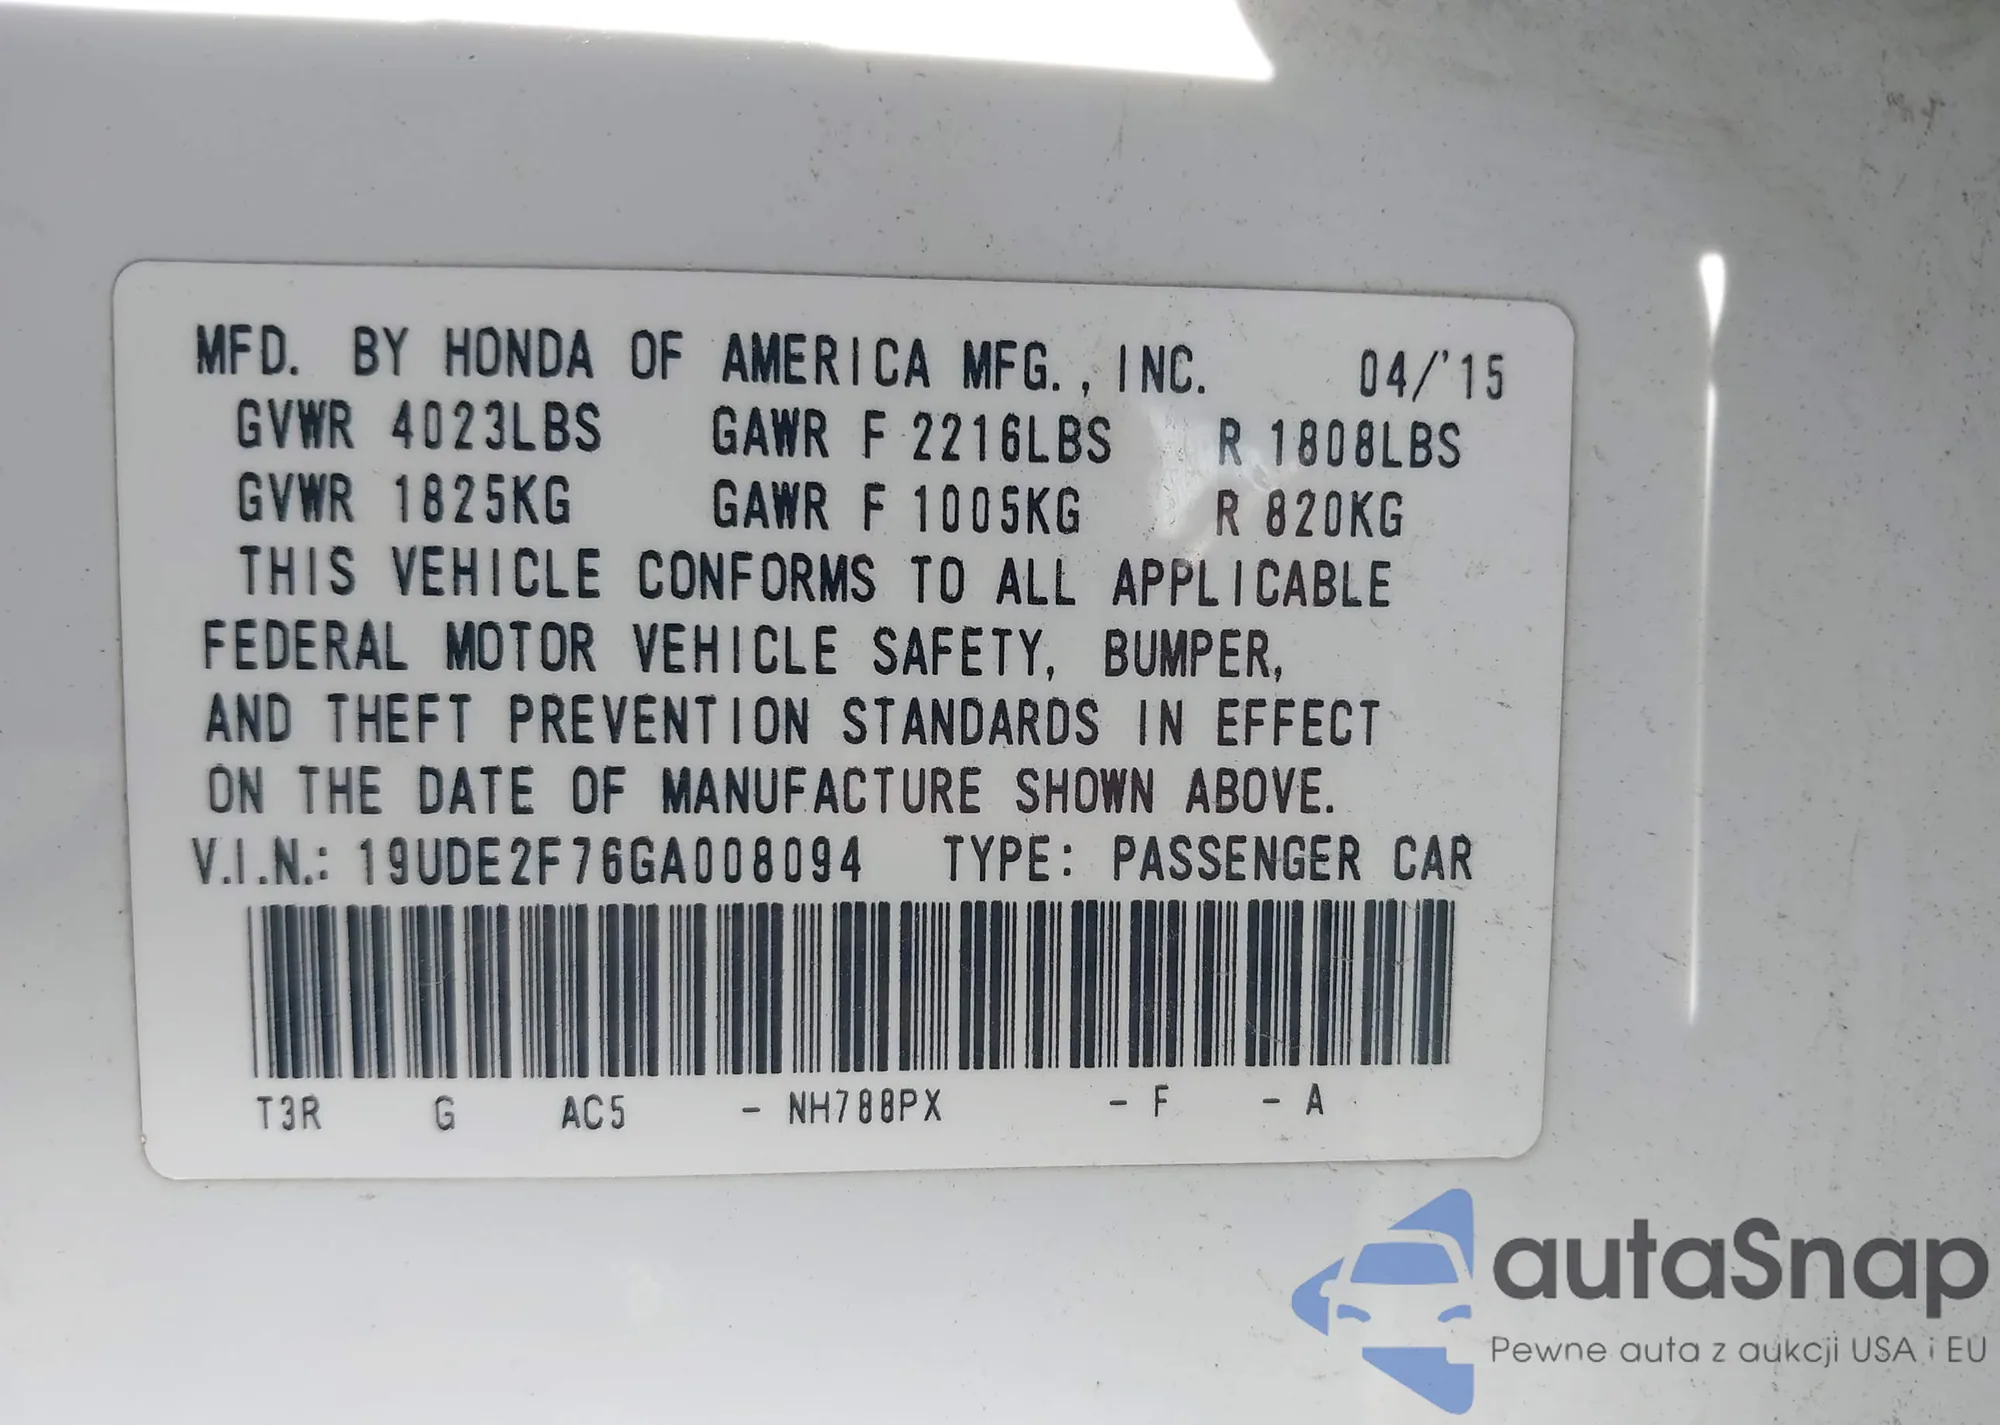 MFD. BY HONDA OF AMERICA MFG., INC. 04/'15
GVWR 4023LBS GAWR F 2216LBS R 1808LBS
GVWR 1825KG GAWR F 1005KG R 820KG
THIS VEHICLE CONFORMS TO ALL APPLICABLE
FEDERAL MOTOR VEHICLE SAFETY, BUMPER,
AND THEFT PREVENTION STANDARDS IN EFFECT
ON THE DATE OF MANUFACTURE SHOWN ABOVE.
V.I.N.: 19UDE2F76GA008094 TYPE: PASSENGER CAR
T3R G AC5 - NH788PX - F - A
autaSnap
Pewne auta z aukcji USA i EU